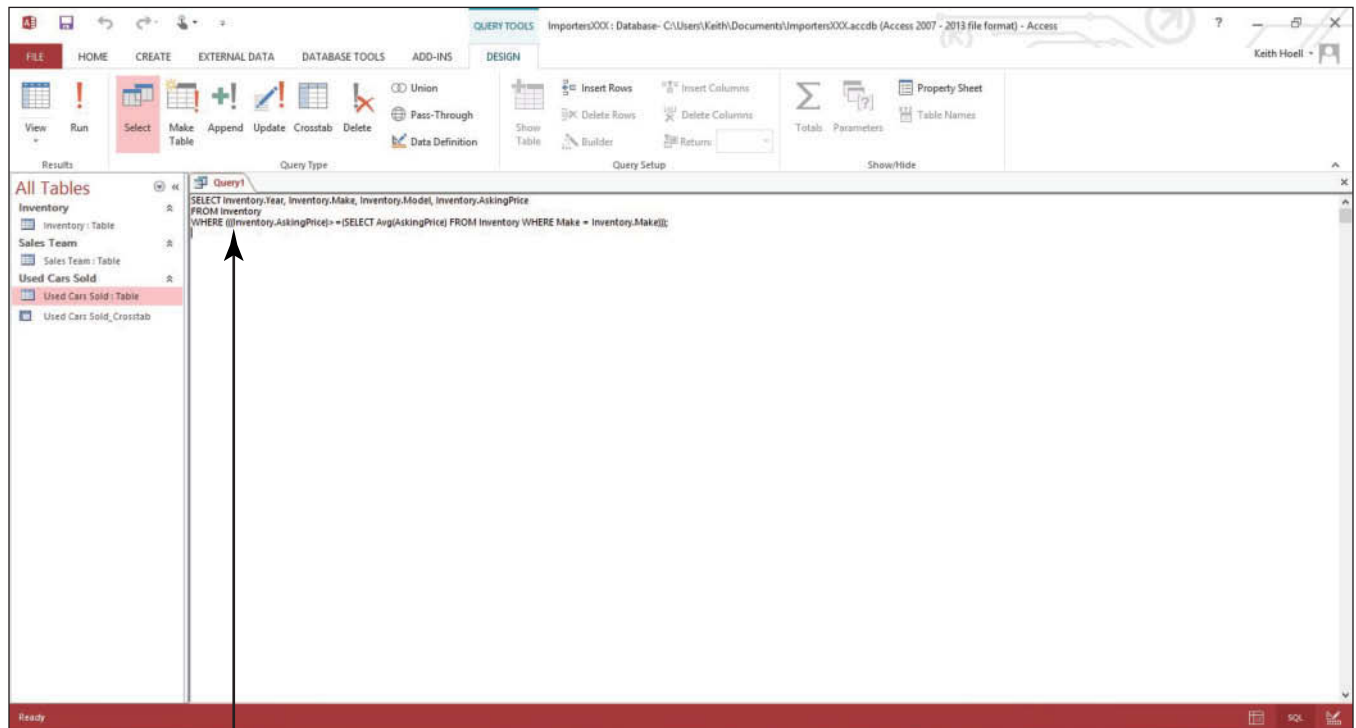 QUERY TOOLS
ImportersXXX : Database- C:\Users\Keith\Documents\ImportersXXX.accdb (Access 2007 - 2013 file format) - Access
?
FILE HOME CREATE EXTERNAL DATA DATABASE TOOLS ADD-INS DESIGN
Keith Hoell
View
Run
Select
Make Table
Append
Update
Crosstab
Delete
Union
Pass-Through
Data Definition
Show Table
Insert Rows
Delete Rows
Builder
Insert Columns
Delete Columns
Return:
Totals
Parameters
Property Sheet
Table Names
Results
Query Type
Query Setup
Show/Hide
All Tables
Inventory
Inventory : Table
Sales Team
Sales Team : Table
Used Cars Sold
Used Cars Sold : Table
Used Cars Sold_Crosstab
Query1
SELECT Inventory.Year, Inventory.Make, Inventory.Model, Inventory.AskingPrice
FROM Inventory
WHERE (((Inventory.AskingPrice)>=(SELECT Avg(AskingPrice) FROM Inventory WHERE Make = Inventory.Make)));
Ready
SQL